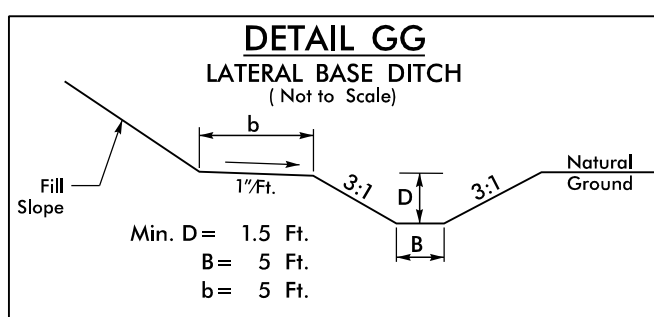 DETAIL GG
LATERAL BASE DITCH
( Not to Scale)
b
1"/Ft.
3:1
D
3:1
Natural
Ground
Fill
Slope
B
Min. D = 1.5 Ft.
B = 5 Ft.
b = 5 Ft.